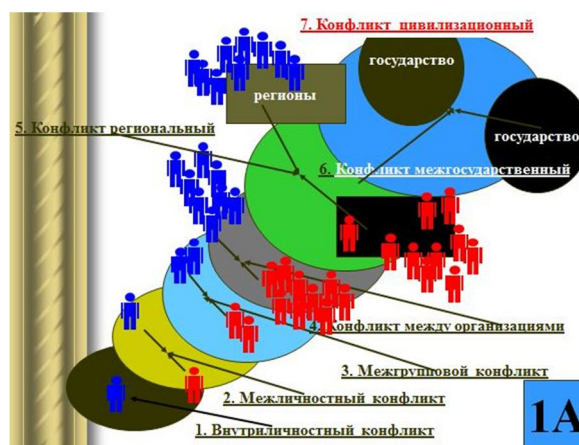 7. Конфликт цивилизационный
государство
регионы
государство
5. Конфликт региональный
6. Конфликт межгосударственный
4. Конфликт между организациями
3. Межгрупповой конфликт
2. Межличностный конфликт
1. Внутриличностный конфликт
1А